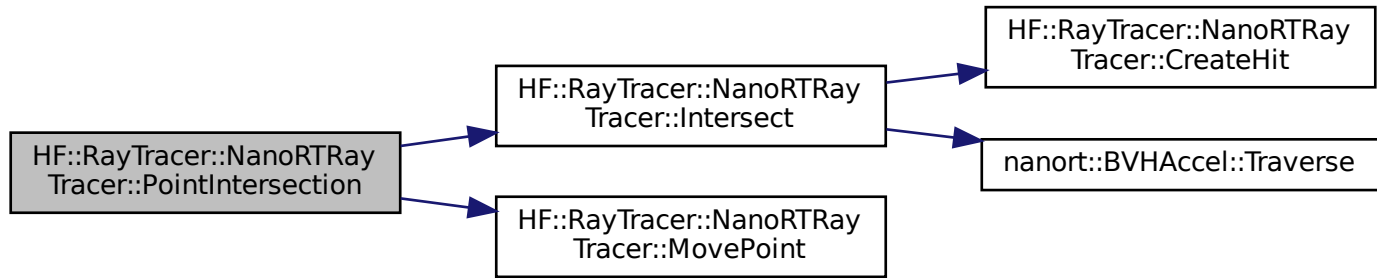 HF::RayTracer::NanoRTRay
Tracer::PointIntersection
HF::RayTracer::NanoRTRay
Tracer::Intersect
HF::RayTracer::NanoRTRay
Tracer::MovePoint
HF::RayTracer::NanoRTRay
Tracer::CreateHit
nanort::BVHAccel::Traverse